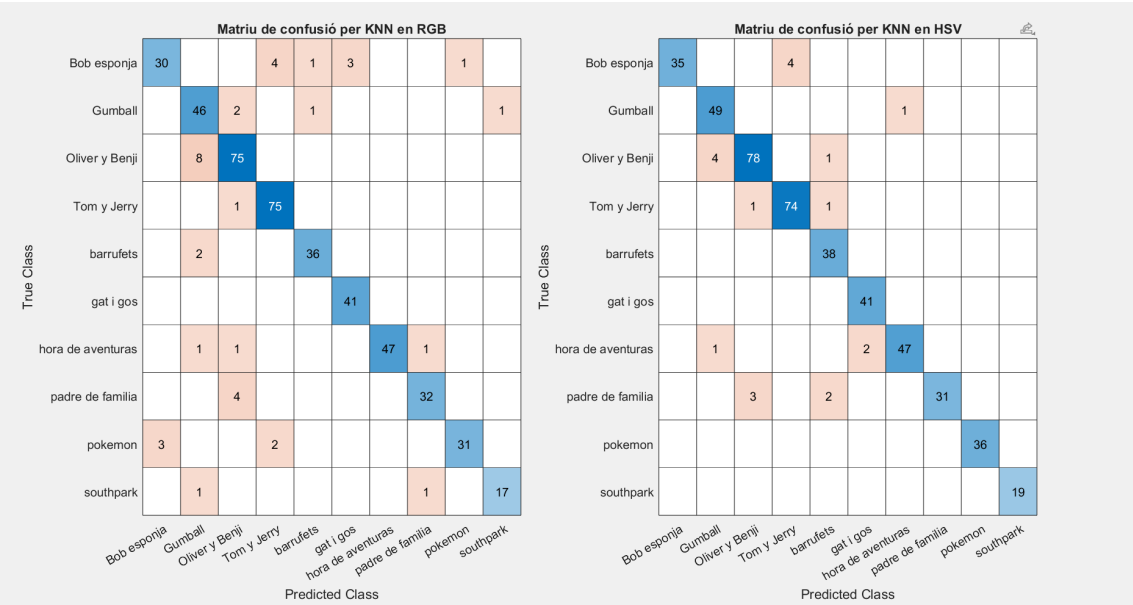 Matriu de confusió per KNN en RGB
True Class
Bob esponja 30 4 1 3 1
Gumball 46 2 1 1
Oliver y Benji 8 75
Tom y Jerry 1 75
barrufets 2 36
gat i gos 41
hora de aventuras 1 1 47 1
padre de familia 4 32
pokemon 3 2 31
southpark 1 1 17
Bob esponja Gumball Oliver y Benji Tom y Jerry barrufets gat i gos hora de aventuras padre de familia pokemon southpark
Predicted Class
Matriu de confusió per KNN en HSV
True Class
Bob esponja 35 4
Gumball 49 1
Oliver y Benji 4 78 1
Tom y Jerry 1 74 1
barrufets 38
gat i gos 41
hora de aventuras 1 2 47
padre de familia 3 2 31
pokemon 36
southpark 19
Bob esponja Gumball Oliver y Benji Tom y Jerry barrufets gat i gos hora de aventuras padre de familia pokemon southpark
Predicted Class